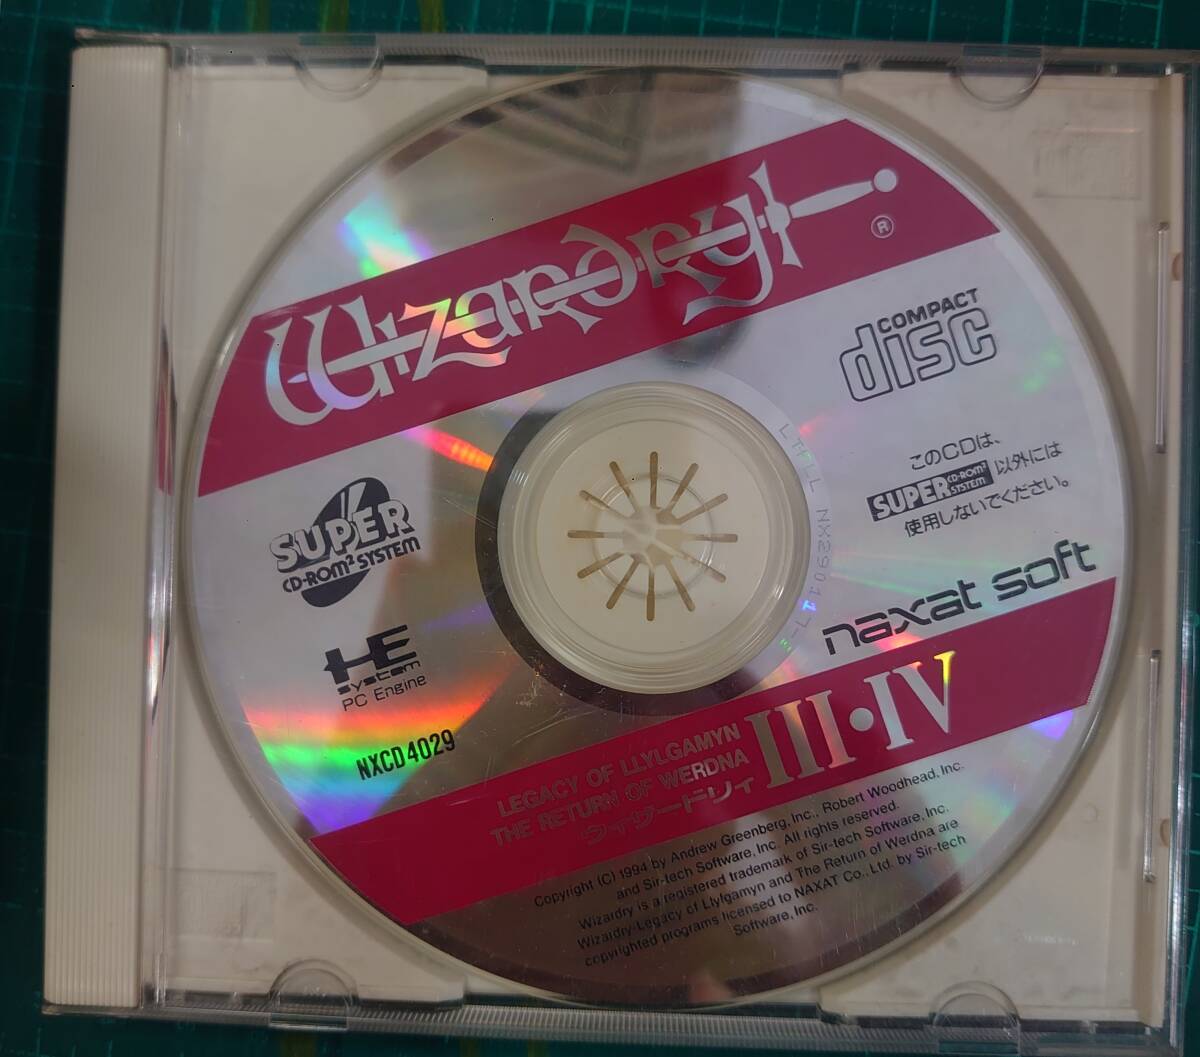 Wizardry
®
COMPACT
disc
このCDは、
SUPER CD-ROM² SYSTEM 以外には
使用しないでください。
SUPER
CD-ROM² SYSTEM
HE
system
PC Engine
naxat soft
NXCD4029
LEGACY OF LLYLGAMYN
THE RETURN OF WERDNA
ウィザードリィ III・IV
Copyright (C) 1994 by Andrew Greenberg, Inc., Robert Woodhead, Inc.
and Sir-tech Software, Inc. All rights reserved.
Wizardry is a registered trademark of Sir-tech Software, Inc.
Wizardry-Legacy of Llylgamyn and The Return of Werdna are
copyrighted programs licensed to NAXAT Co., Ltd. by Sir-tech
Software, Inc.